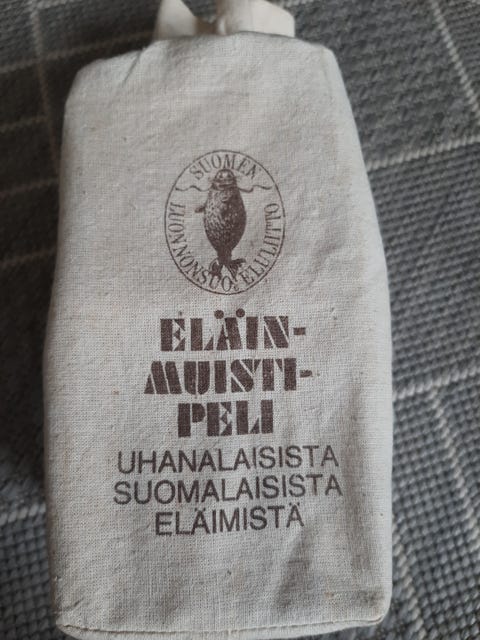 SUOMEN
LUONNONSUOJELULIITTO
ELÄIN-
MUISTI-
PELI
UHANALAISISTA
SUOMALAISISTA
ELÄIMISTÄ